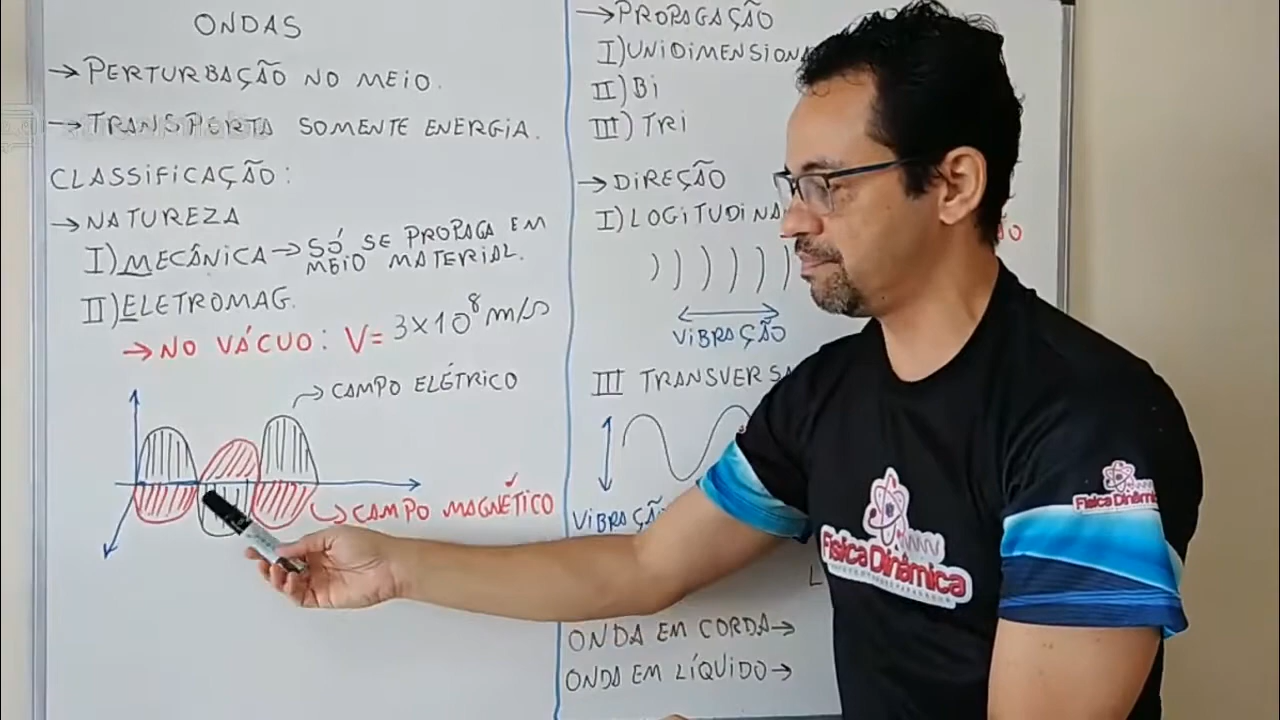 ONDAS
→ PERTURBAÇÃO NO MEIO.
→ TRANSPORTA SOMENTE ENERGIA.
CLASSIFICAÇÃO:
→ NATUREZA
I) MECÂNICA → SÓ SE PROPAGA EM
MEIO MATERIAL.
II) ELETROMAG.
→ NO VÁCUO: V= 3×10⁸ m/s
→ CAMPO ELÉTRICO
→ CAMPO MAGNÉTICO
→ PROPAGAÇÃO
I) UNIDIMENSIONA
II) Bi
III) TRi
→ DIREÇÃO
I) LOGITUDINA
VIBRAÇÃO
III TRANSVERSA
VIBRAÇÃ
ONDA EM CORDA →
ONDA EM LÍQUIDO →
Física Dinâmica
Física Dinâmic